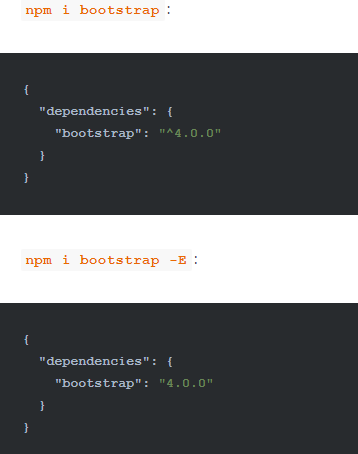 npm i bootstrap:
{
  "dependencies": {
    "bootstrap": "^4.0.0"
  }
}
npm i bootstrap -E:
{
  "dependencies": {
    "bootstrap": "4.0.0"
  }
}